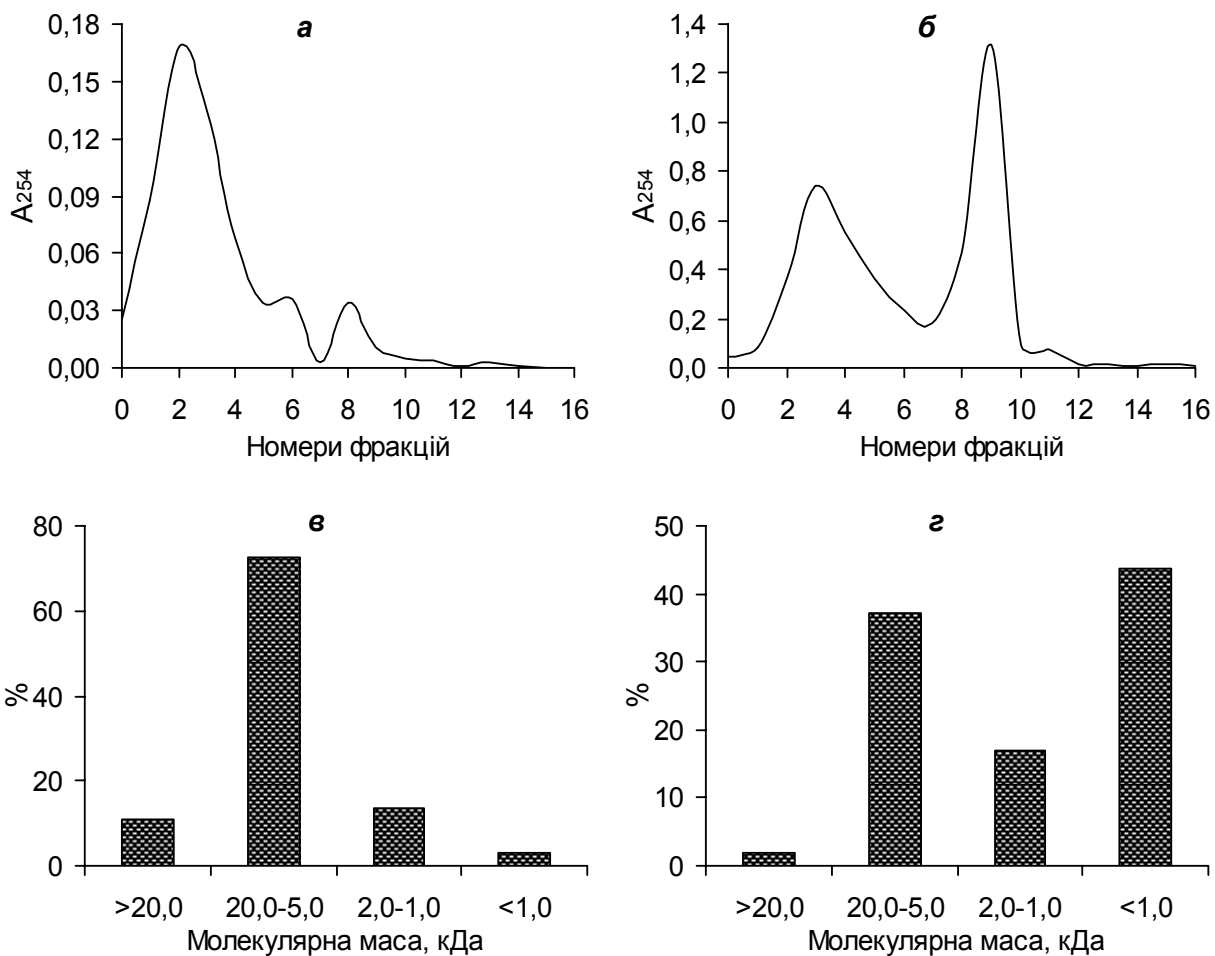 а
0,18
0,15
0,12
0,09
0,06
0,03
0,00
A254
0 2 4 6 8 10 12 14 16
Номери фракцій
б
1,4
1,2
1,0
0,8
0,6
0,4
0,2
0,0
A254
0 2 4 6 8 10 12 14 16
Номери фракцій
в
80
60
40
20
0
%
>20,0 20,0-5,0 2,0-1,0 <1,0
Молекулярна маса, кДа
г
50
40
30
20
10
0
%
>20,0 20,0-5,0 2,0-1,0 <1,0
Молекулярна маса, кДа